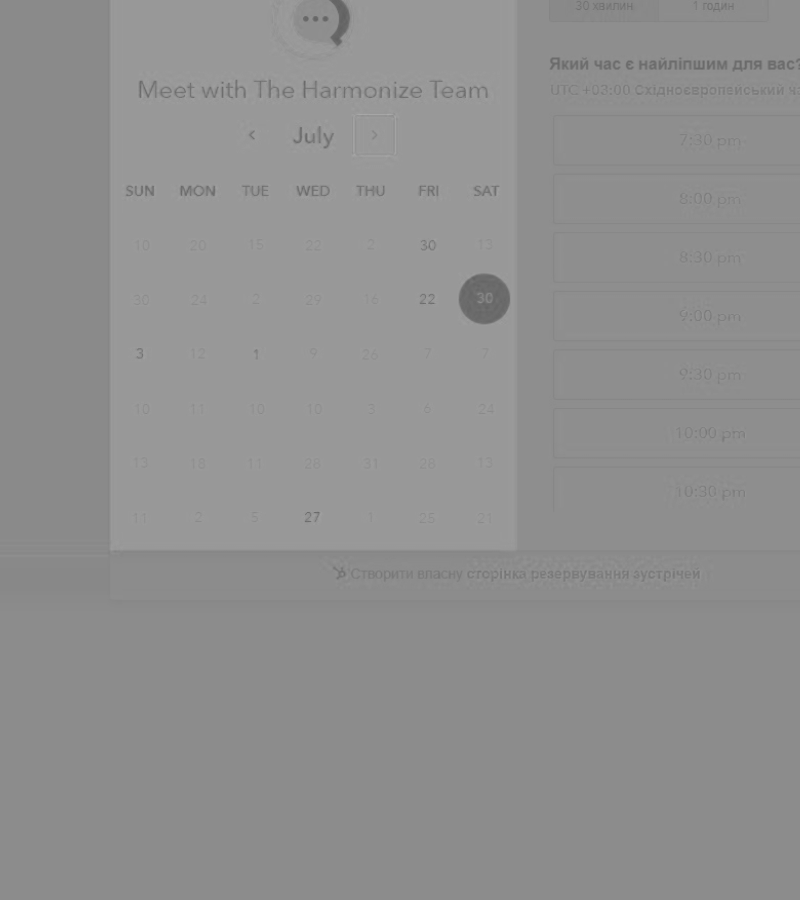 30 хвилин 1 годин
Meet with The Harmonize Team
July
SUN MON TUE WED THU FRI SAT
10 20 15 22 2 30 13
30 24 2 29 16 22 30
3 12 1 9 26 7 7
10 11 10 10 3 6 24
13 18 11 28 31 28 13
11 2 5 27 1 25 21
Який час є найліпшим для вас?
UTC +03:00 Східноєвропейський
7:30 pm
8:00 pm
8:30 pm
9:00 pm
9:30 pm
10:00 pm
10:30 pm
Створити власну сторінка резервування зустрічей